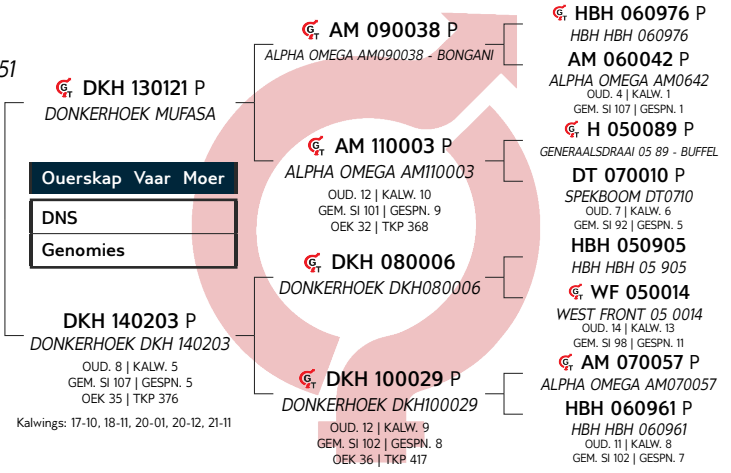 51
DKH 130121 P
DONKERHOEK MUFASA
Ouerskap Vaar Moer
DNS
Genomies
DKH 140203 P
DONKERHOEK DKH 140203
OUD. 8 | KALW. 5
GEM. SI 107 | GESPN. 5
OEK 35 | TKP 376
Kalwings: 17-10, 18-11, 20-01, 20-12, 21-11
AM 090038 P
ALPHA OMEGA AM090038 - BONGANI
AM 110003 P
ALPHA OMEGA AM110003
OUD. 12 | KALW. 10
GEM. SI 101 | GESPN. 9
OEK 32 | TKP 368
DKH 080006
DONKERHOEK DKH080006
DKH 100029 P
DONKERHOEK DKH100029
OUD. 12 | KALW. 9
GEM. SI 102 | GESPN. 8
OEK 36 | TKP 417
HBH 060976 P
HBH HBH 060976
AM 060042 P
ALPHA OMEGA AM0642
OUD. 4 | KALW. 1
GEM. SI 107 | GESPN. 1
H 050089 P
GENERAALSDRAAI 05 89 - BUFFEL
DT 070010 P
SPEKBOOM DT0710
OUD. 7 | KALW. 6
GEM. SI 92 | GESPN. 5
HBH 050905
HBH HBH 05 905
WF 050014
WEST FRONT 05 0014
OUD. 14 | KALW. 13
GEM. SI 98 | GESPN. 11
AM 070057 P
ALPHA OMEGA AM070057
HBH 060961 P
HBH HBH 060961
OUD. 11 | KALW. 8
GEM. SI 102 | GESPN. 7